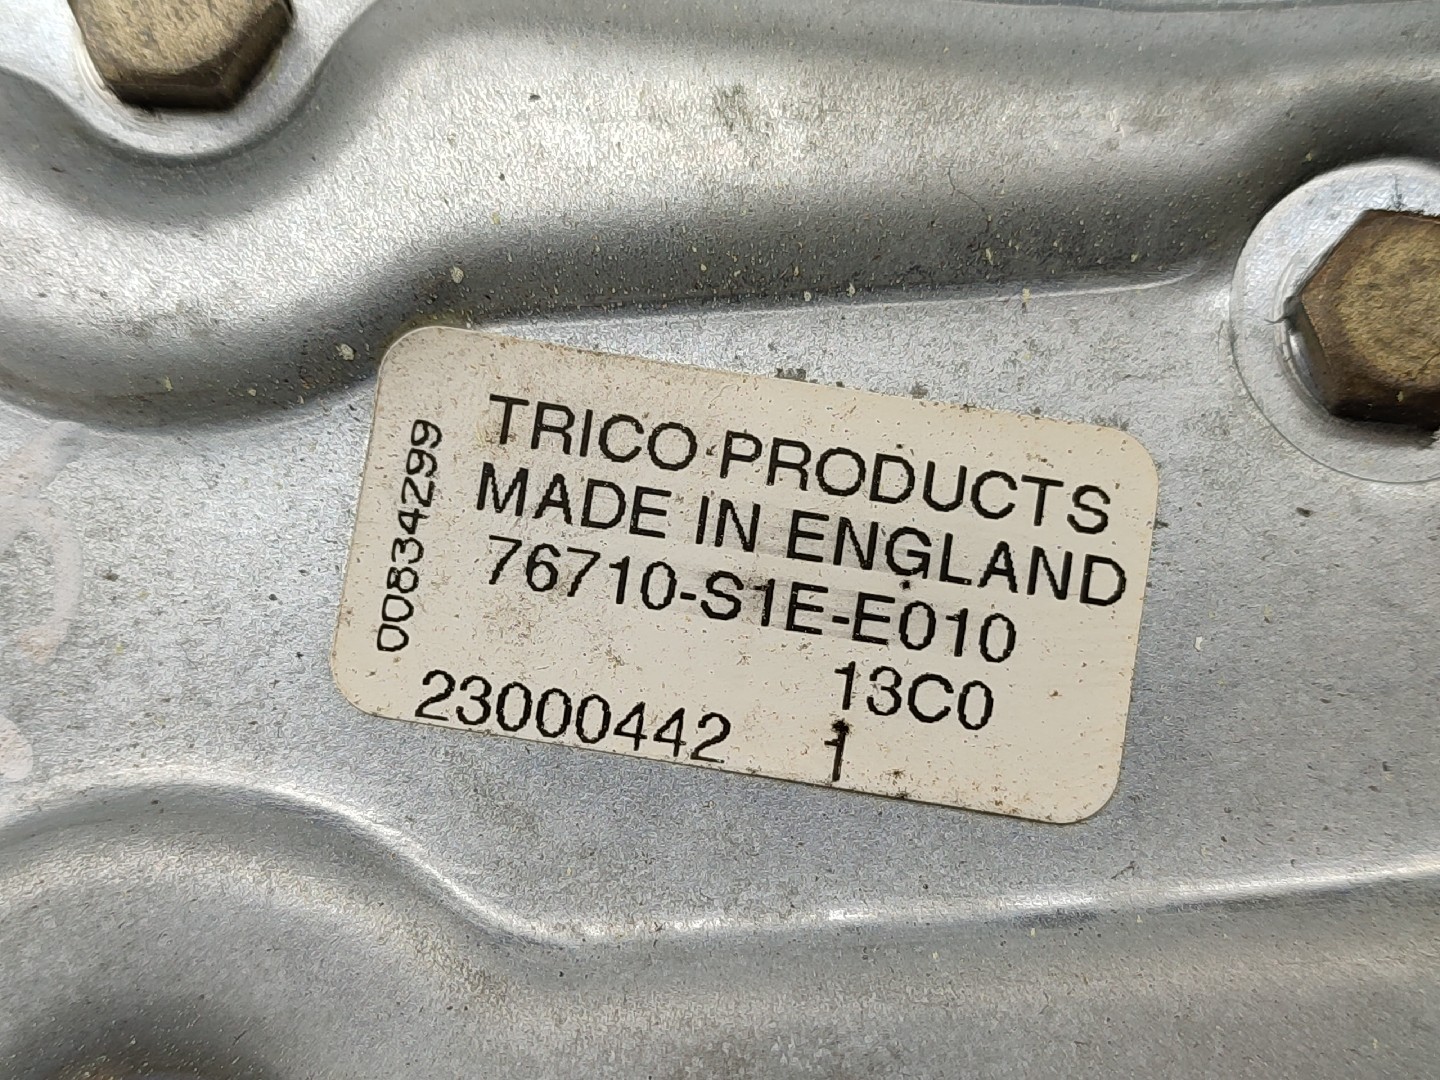 TRICO PRODUCTS
MADE IN ENGLAND
76710-S1E-E010
13C0
23000442 1
00834299